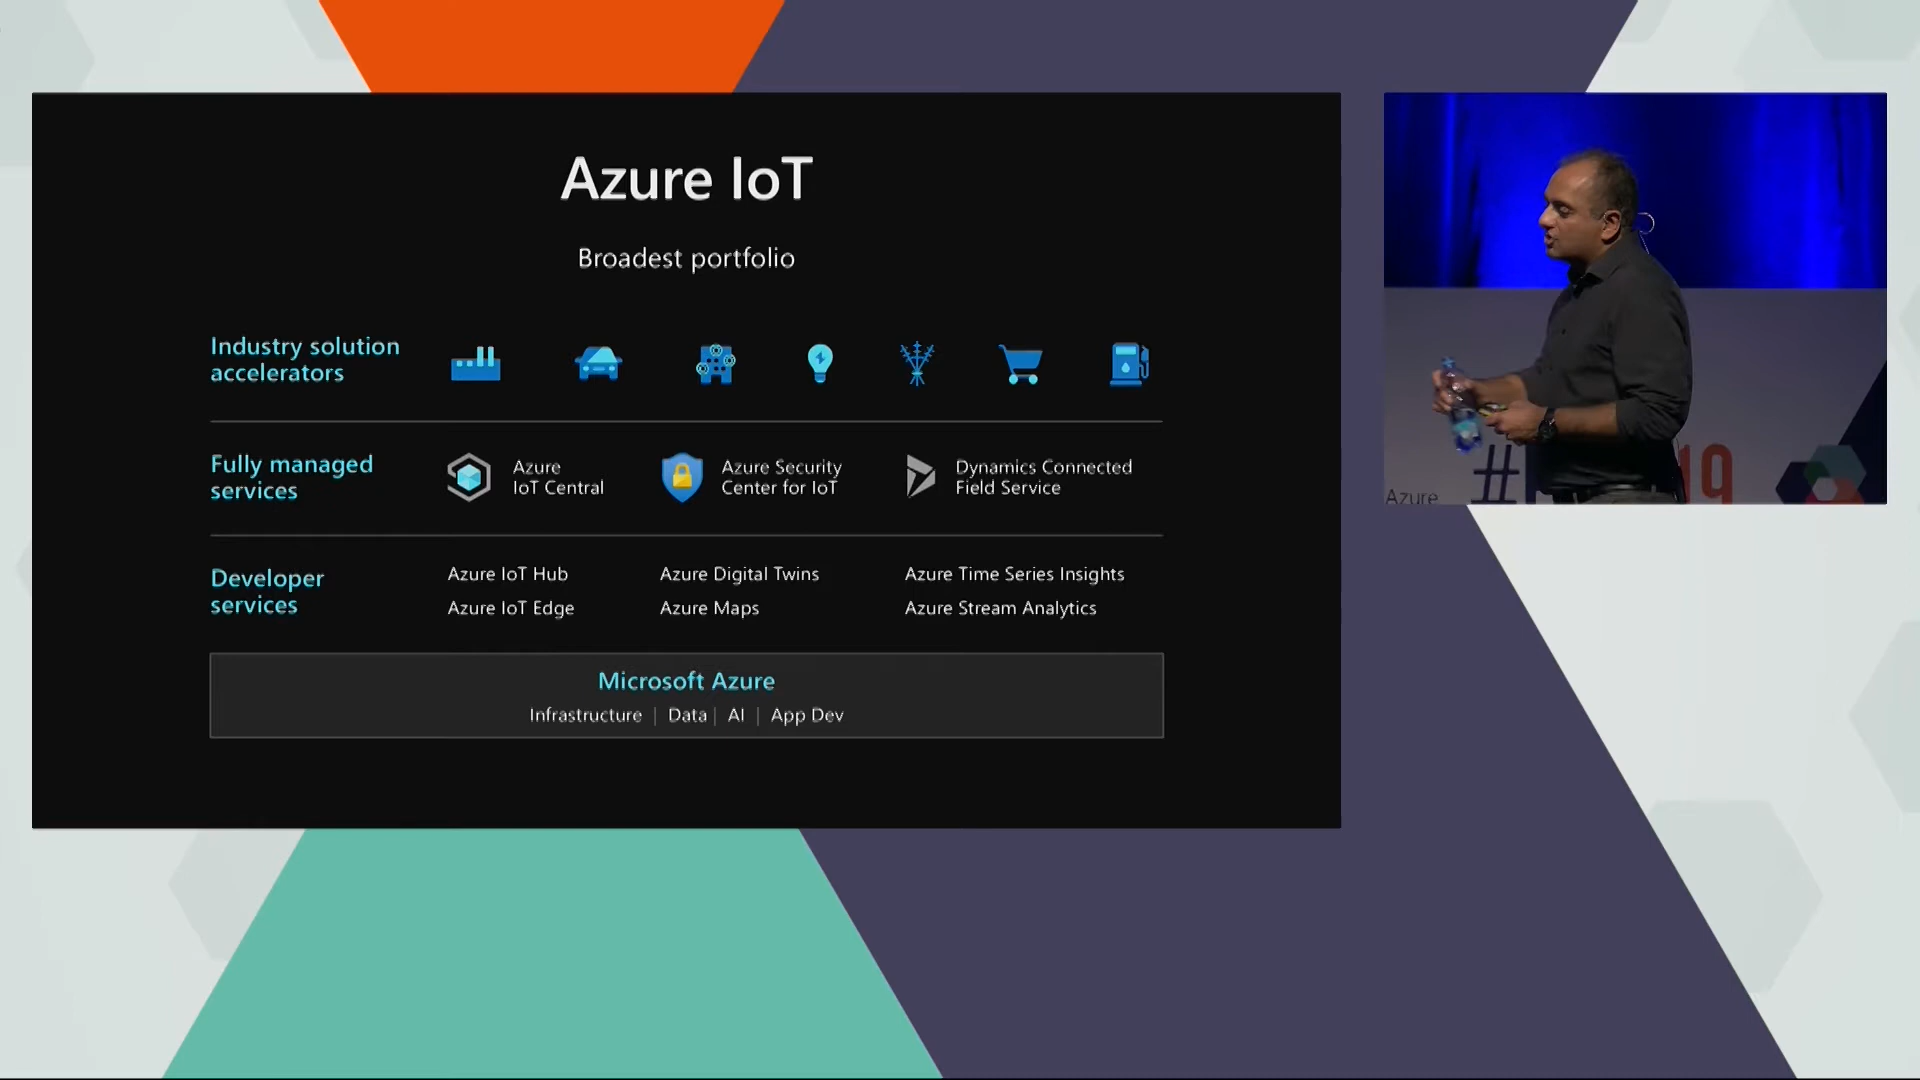 Azure IoT
Broadest portfolio
Industry solution
accelerators
Fully managed
services
Azure
IoT Central
Azure Security
Center for IoT
Dynamics Connected
Field Service
Developer
services
Azure IoT Hub
Azure Digital Twins
Azure Time Series Insights
Azure IoT Edge
Azure Maps
Azure Stream Analytics
Microsoft Azure
Infrastructure | Data | AI | App Dev
Azure
19